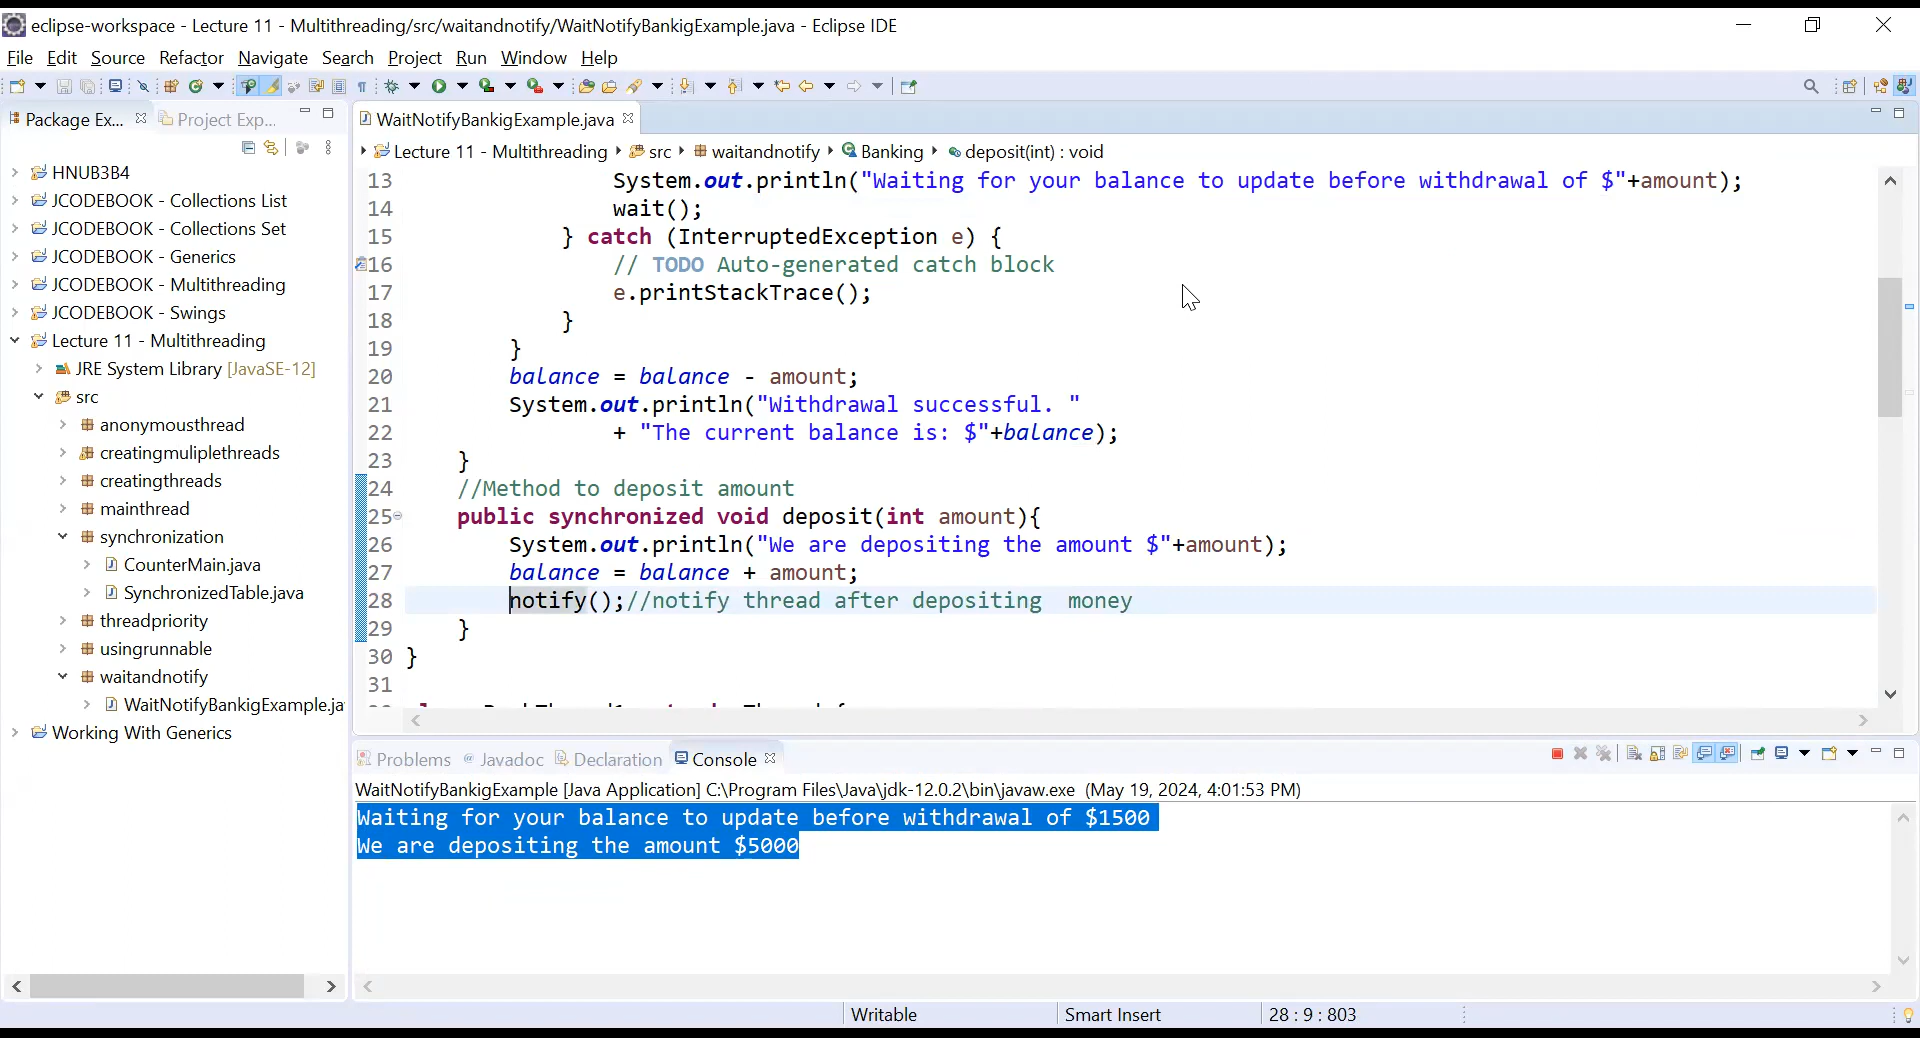 eclipse-workspace - Lecture 11 - Multithreading/src/waitandnotify/WaitNotifyBankigExample.java - Eclipse IDE
File Edit Source Refactor Navigate Search Project Run Window Help
Package Ex... Project Exp...
HNUB3B4
JCODEBOOK - Collections List
JCODEBOOK - Collections Set
JCODEBOOK - Generics
JCODEBOOK - Multithreading
JCODEBOOK - Swings
Lecture 11 - Multithreading
JRE System Library [JavaSE-12]
src
anonymousthread
creatingmuliplethreads
creatingthreads
mainthread
synchronization
CounterMain.java
SynchronizedTable.java
threadpriority
usingrunnable
waitandnotify
WaitNotifyBankigExample.ja
Working With Generics
WaitNotifyBankigExample.java
Lecture 11 - Multithreading src waitandnotify Banking deposit(int) : void
13 System.out.println("Waiting for your balance to update before withdrawal of $"+amount);
14 wait();
15 } catch (InterruptedException e) {
16 // TODO Auto-generated catch block
17 e.printStackTrace();
18 }
19 }
20 balance = balance - amount;
21 System.out.println("Withdrawal successful. "
22 + "The current balance is: $"+balance);
23 }
24 //Method to deposit amount
25 public synchronized void deposit(int amount){
26 System.out.println("We are depositing the amount $"+amount);
27 balance = balance + amount;
28 notify();//notify thread after depositing  money
29 }
30 }
31
Problems Javadoc Declaration Console
WaitNotifyBankigExample [Java Application] C:\Program Files\Java\jdk-12.0.2\bin\javaw.exe (May 19, 2024, 4:01:53 PM)
Waiting for your balance to update before withdrawal of $1500
We are depositing the amount $5000
Writable Smart Insert 28 : 9 : 803